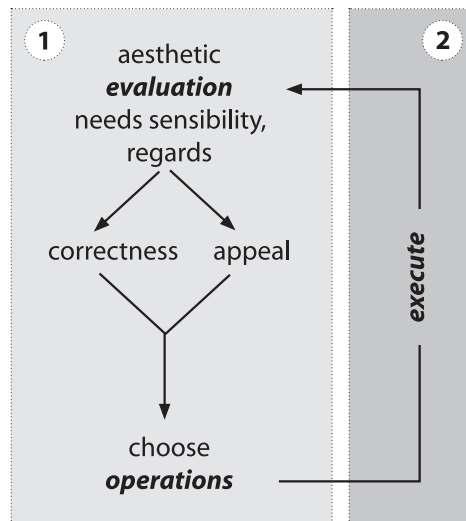 1
2
aesthetic
evaluation
needs sensibility,
regards
correctness
appeal
execute
choose
operations